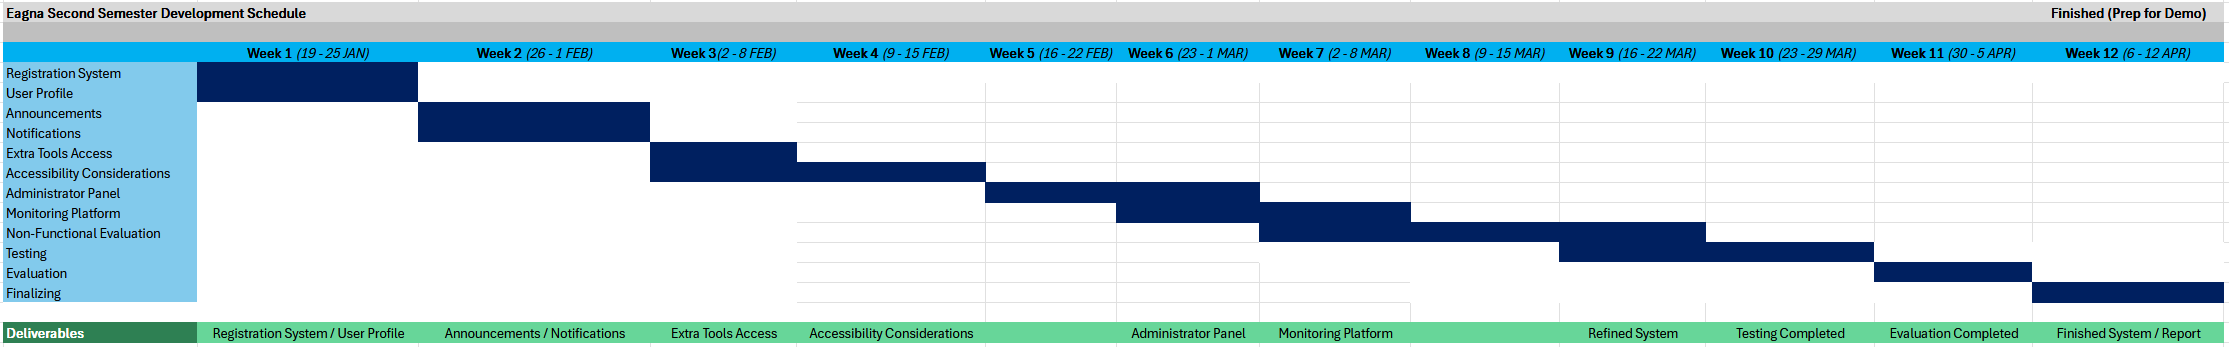 Eagna Second Semester Development Schedule Finished (Prep for Demo)
Week 1 (19 - 25 JAN) Week 2 (26 - 1 FEB) Week 3(2 - 8 FEB) Week 4 (9 - 15 FEB) Week 5 (16 - 22 FEB) Week 6 (23 - 1 MAR) Week 7 (2 - 8 MAR) Week 8 (9 - 15 MAR) Week 9 (16 - 22 MAR) Week 10 (23 - 29 MAR) Week 11 (30 - 5 APR) Week 12 (6 - 12 APR)
Registration System
User Profile
Announcements
Notifications
Extra Tools Access
Accessibility Considerations
Administrator Panel
Monitoring Platform
Non-Functional Evaluation
Testing
Evaluation
Finalizing
Deliverables Registration System / User Profile Announcements / Notifications Extra Tools Access Accessibility Considerations Administrator Panel Monitoring Platform Refined System Testing Completed Evaluation Completed Finished System / Report